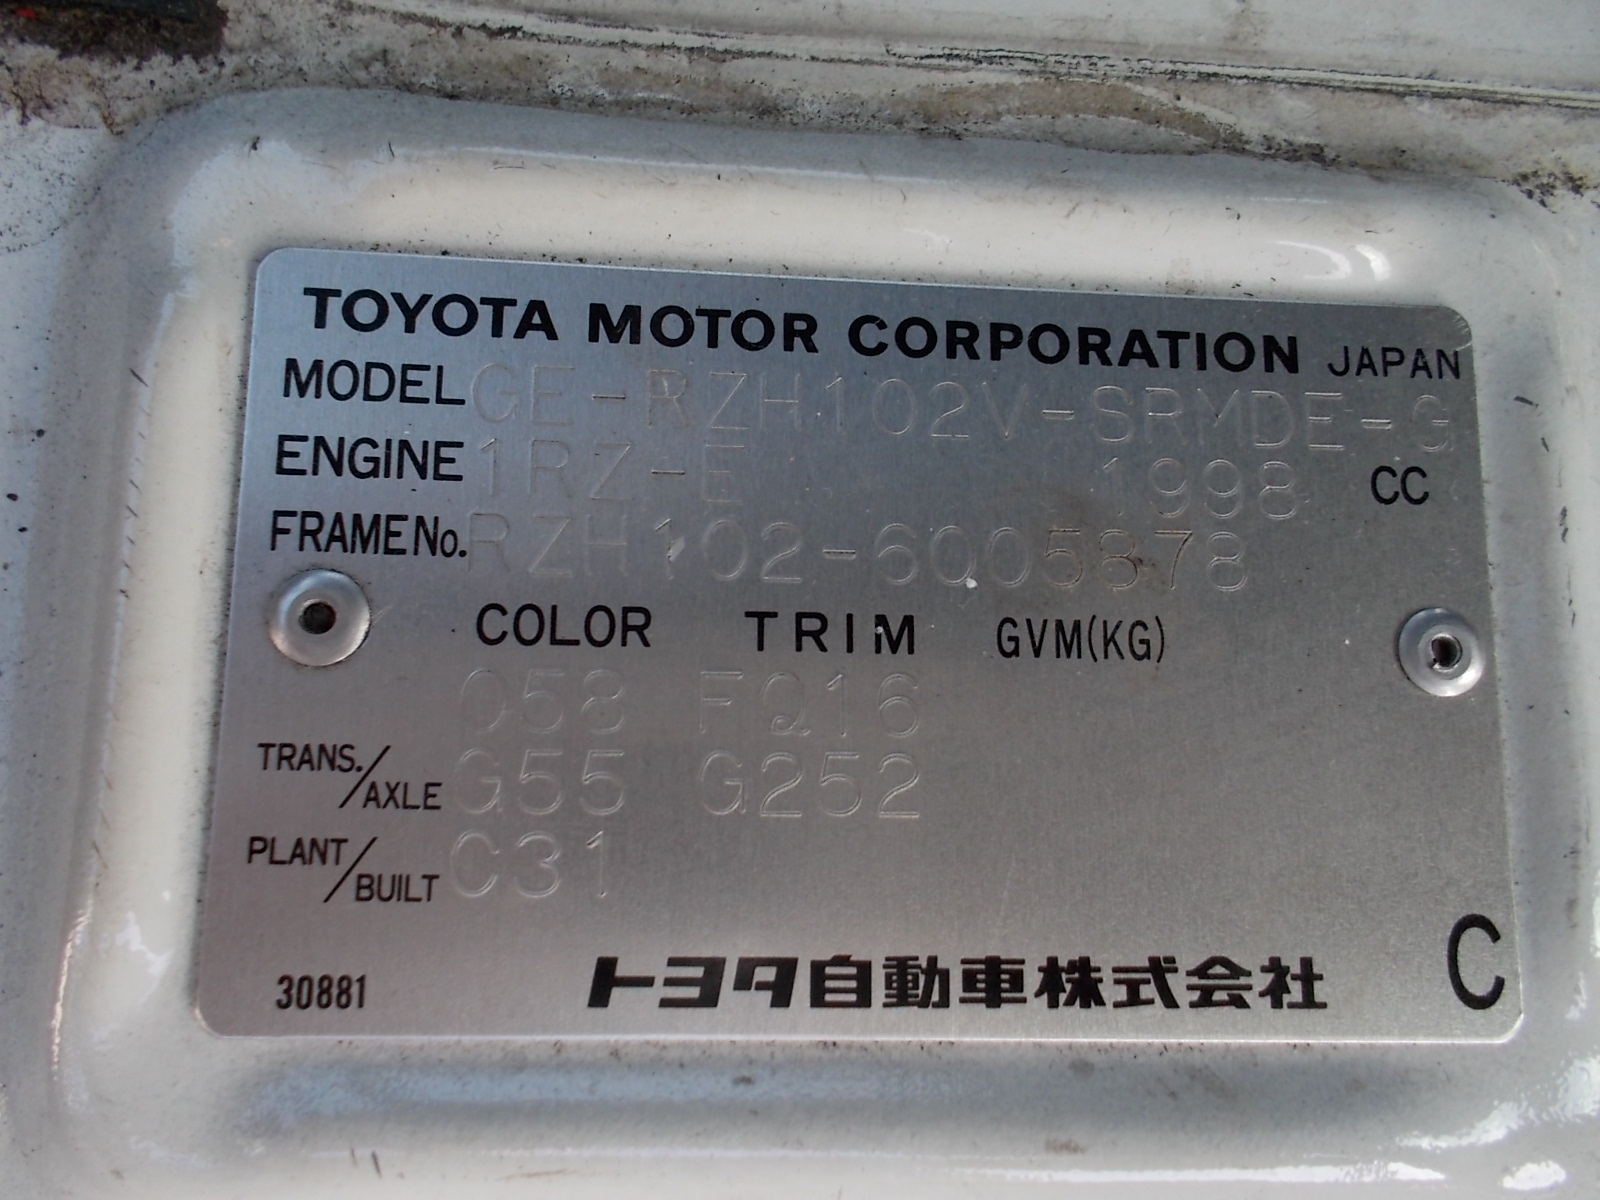 TOYOTA MOTOR CORPORATION JAPAN
MODEL GE-RZH102V-SRMDE-G
ENGINE 1RZ-E 1998 CC
FRAME No. RZH102-6005878
COLOR TRIM GVM(KG)
058 FQ16
TRANS./AXLE G55 G252
PLANT/BUILT C31
30881 トヨタ自動車株式会社 C